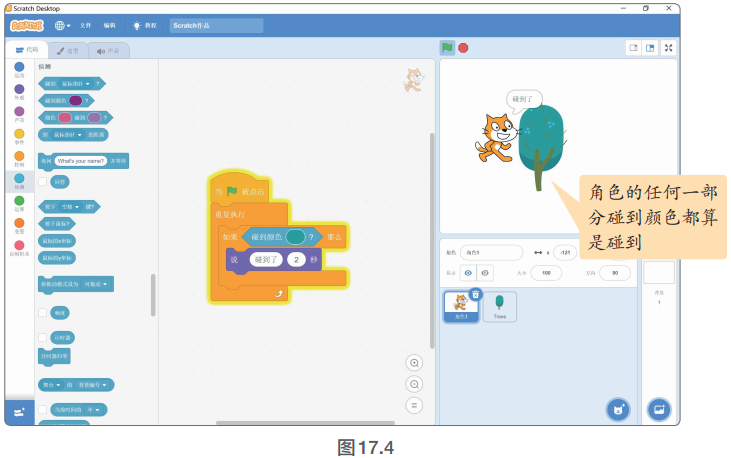 Scratch Desktop
SCRATCH
文件
编辑
教程
Scratch作品
代码
造型
声音
运动
外观
声音
事件
控制
侦测
运算
变量
自制积木
侦测
碰到 鼠标指针 ?
碰到颜色 ?
颜色 碰到 ?
到 鼠标指针 的距离
询问 What's your name? 并等待
回答
按下 空格 键?
按下鼠标?
鼠标的x坐标
鼠标的y坐标
将拖动模式设为 可拖动
响度
计时器
计时器归零
舞台 的 背景编号
当前时间的 年
当 被点击
重复执行
如果 碰到颜色 ? 那么
说 碰到了 2 秒
碰到了
角色的任何一部
分碰到颜色都算
是碰到
角色 角色1 x -121
显示 大小 100 方向 90
角色1
Trees
背景
1
图17.4